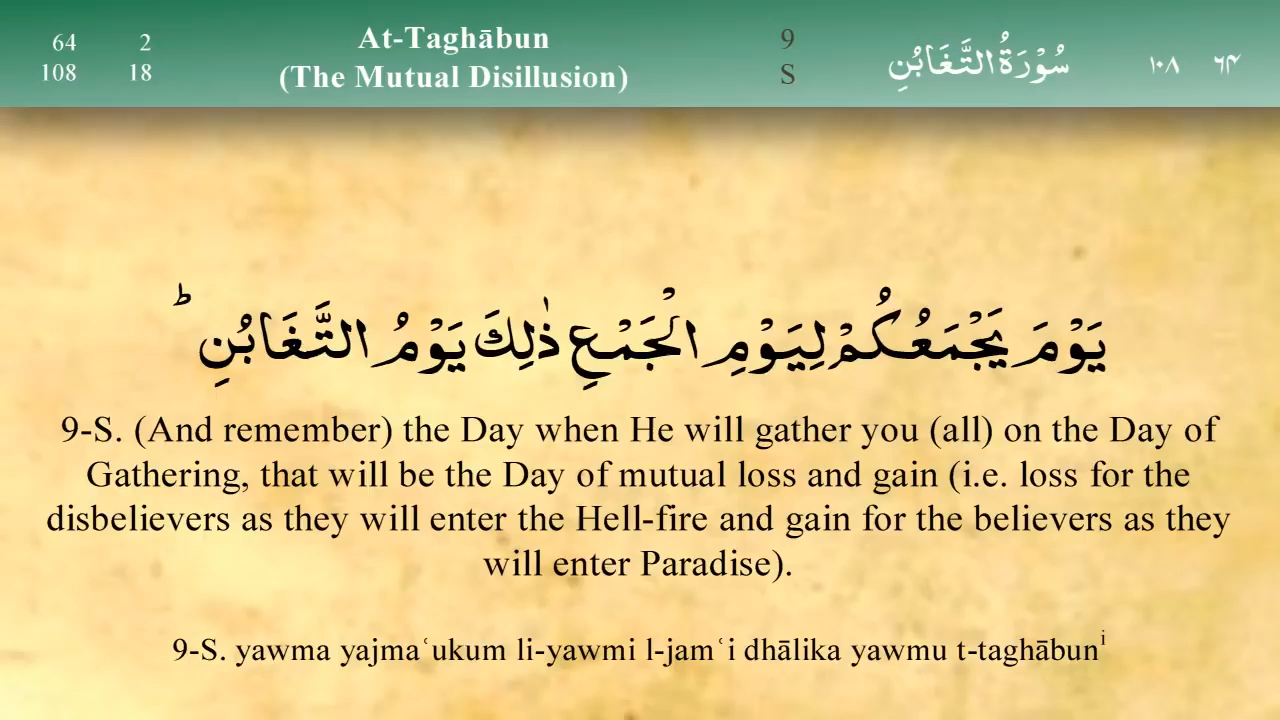 64 2 At-Taghābun 9 سُوْرَةُ التَّغَابُنِ ١٠٨ ٦٤
108 18 (The Mutual Disillusion) S
يَوْمَ يَجْمَعُكُمْ لِيَوْمِ الْجَمْعِ ذٰلِكَ يَوْمُ التَّغَابُنِ ؕ
9-S. (And remember) the Day when He will gather you (all) on the Day of
Gathering, that will be the Day of mutual loss and gain (i.e. loss for the
disbelievers as they will enter the Hell-fire and gain for the believers as they
will enter Paradise).
9-S. yawma yajmaʿukum li-yawmi l-jamʿi dhālika yawmu t-taghābunⁱ